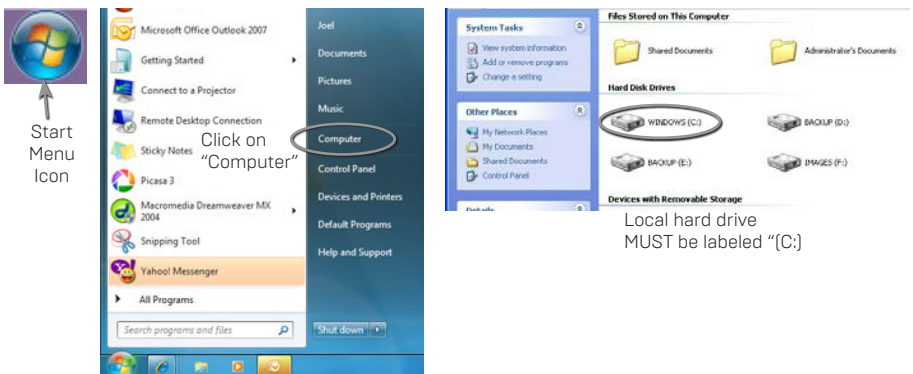 Start
Menu
Icon
Microsoft Office Outlook 2007
Getting Started
Connect to a Projector
Remote Desktop Connection
Sticky Notes
Picasa 3
Macromedia Dreamweaver MX
2004
Snipping Tool
Yahoo! Messenger
All Programs
Search programs and files
Click on
“Computer”
Joel
Documents
Pictures
Music
Computer
Control Panel
Devices and Printers
Default Programs
Help and Support
Shut down
System Tasks
View system information
Add or remove programs
Change a setting
Other Places
My Network Places
My Documents
Shared Documents
Control Panel
Details
Files Stored on This Computer
Shared Documents
Administrator's Documents
Hard Disk Drives
WINDOWS (C:)
BACKUP (D:)
BACKUP (E:)
IMAGES (F:)
Devices with Removable Storage
Local hard drive
MUST be labeled “(C:)